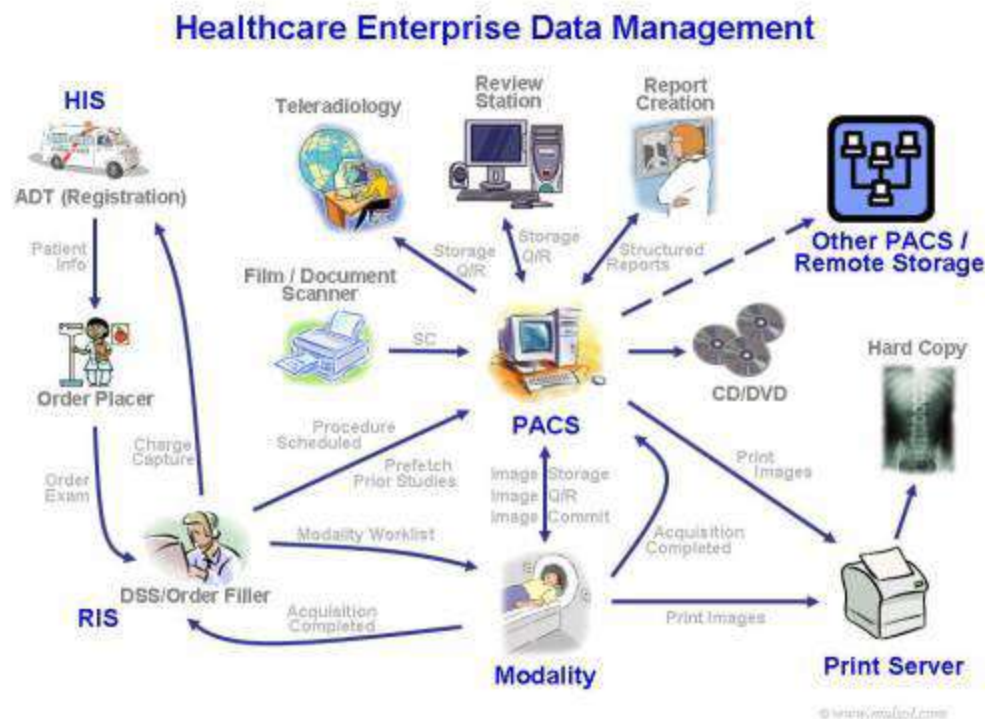 Healthcare Enterprise Data Management
HIS
ADT (Registration)
Teleradiology
Review
Station
Report
Creation
Other PACS /
Remote Storage
Patient
Info
Storage
Q/R
Storage
Q/R
Structured
Reports
Film / Document
Scanner
SC
Order Placer
PACS
CD/DVD
Hard Copy
Charge
Capture
Order
Exam
Procedure
Scheduled
Prefetch
Prior Studies
Image Storage
Image Q/R
Image Commit
Print
Images
Acquisition
Completed
Modality Worklist
DSS/Order Filler
RIS
Acquisition
Completed
Print Images
Modality
Print Server